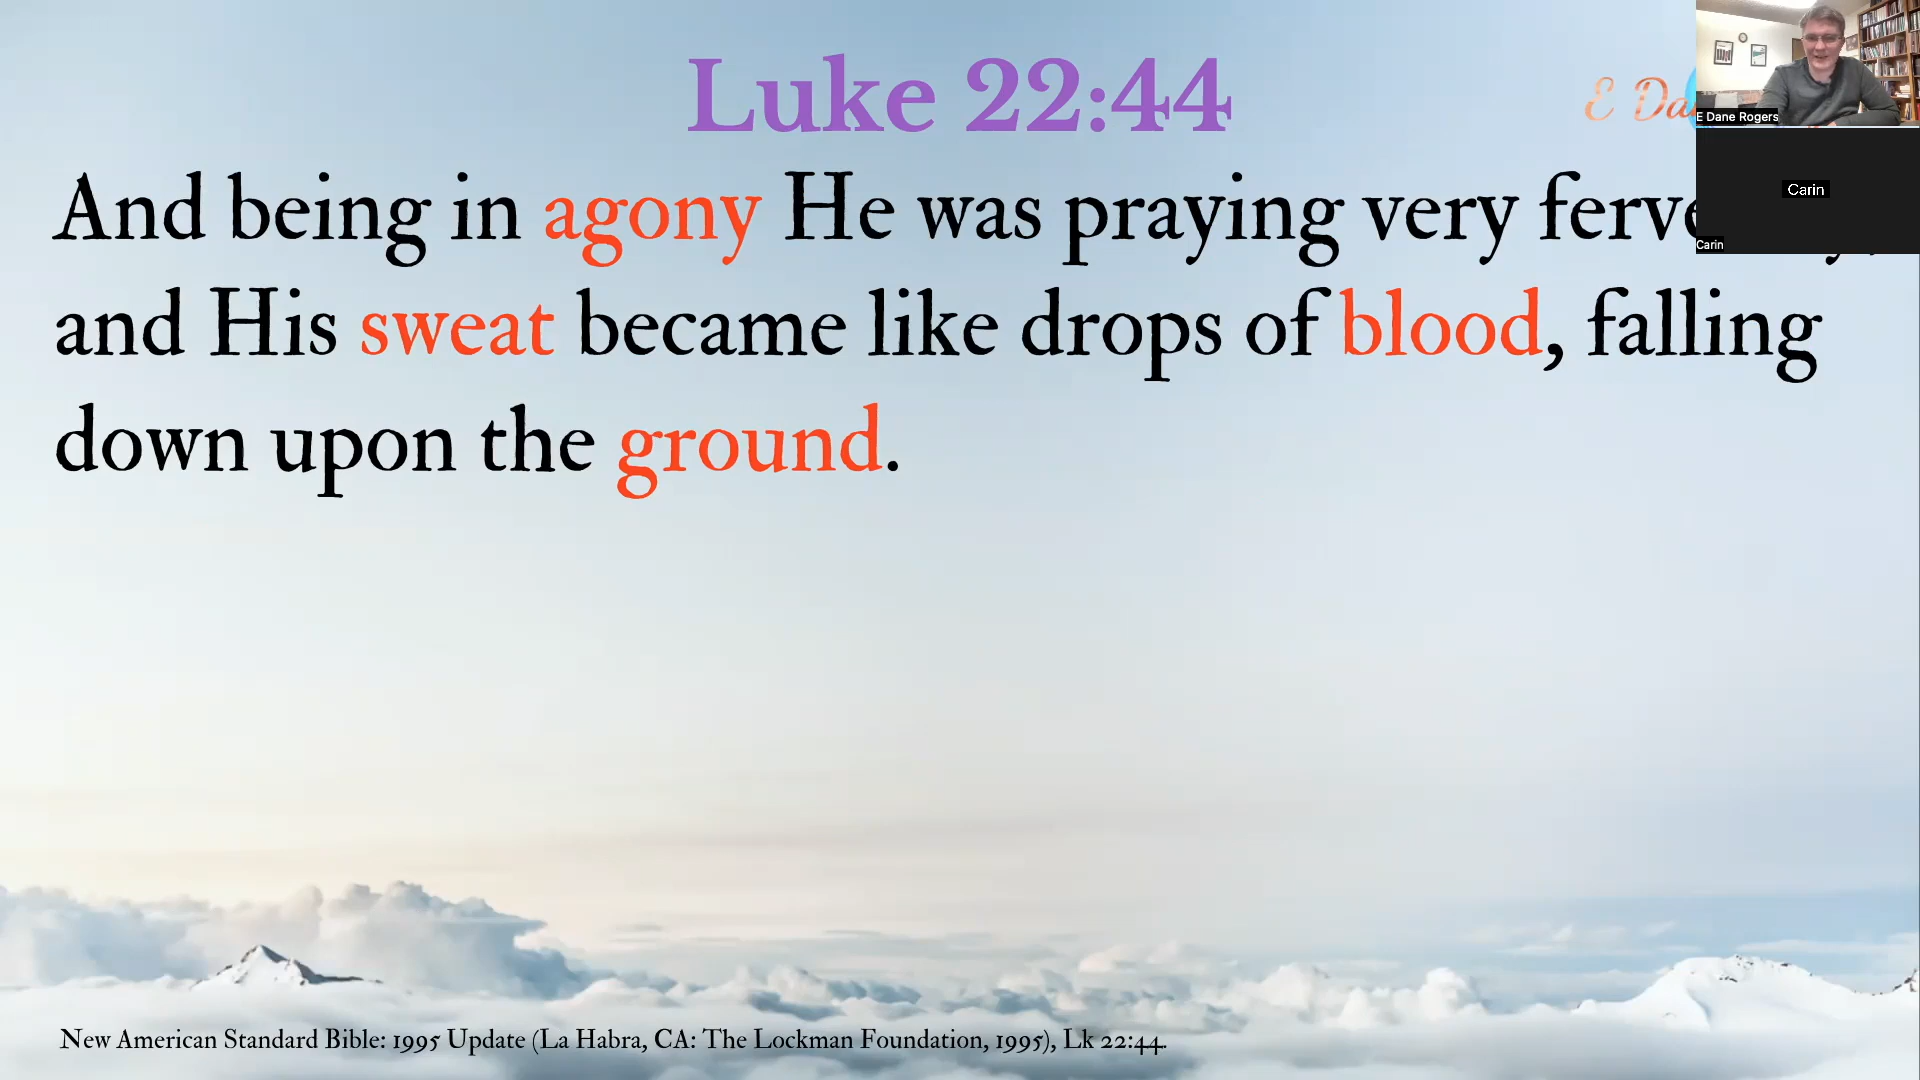 Luke 22:44
E Da
E Dane Rogers
And being in agony He was praying very ferve
Carin
Carin
and His sweat became like drops of blood, falling
down upon the ground.
New American Standard Bible: 1995 Update (La Habra, CA: The Lockman Foundation, 1995), Lk 22:44.